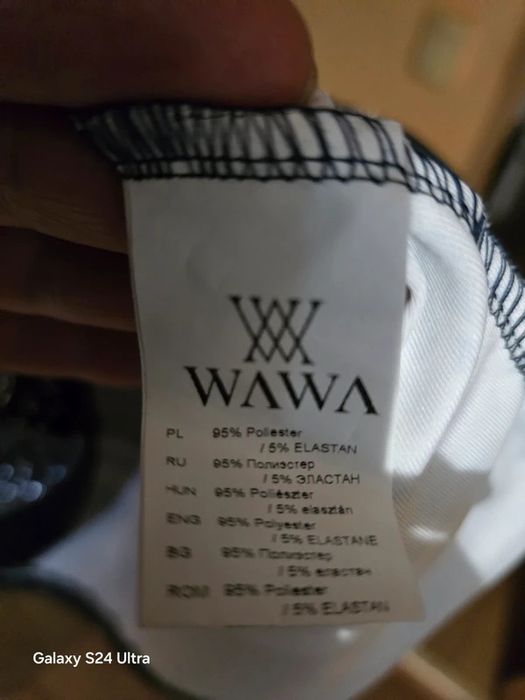 WAWA
PL 95% Poliester
/ 5% ELASTAN
RU 95% Полиэстер
/ 5% ЭЛАСТАН
HUN 95% Poliészter
/ 5% elasztán
ENG 95% Polyester
/ 5% ELASTANE
BG 95% Полиестер
/ 5% еластан
ROM 95% Poliester
/ 5% ELASTAN
Galaxy S24 Ultra